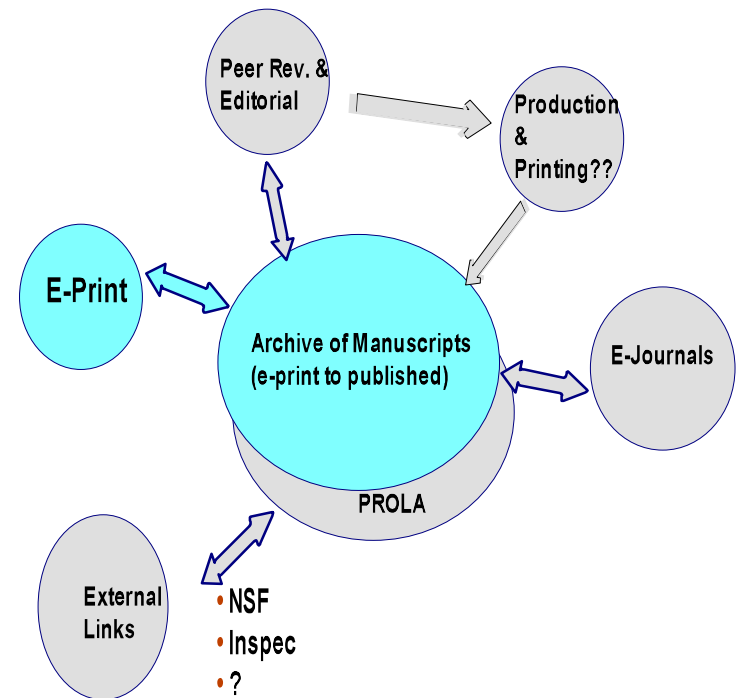 Peer Rev. &
Editorial
Production
&
Printing??
E-Print
Archive of Manuscripts
(e-print to published)
E-Journals
PROLA
External
Links
• NSF
• Inspec
• ?